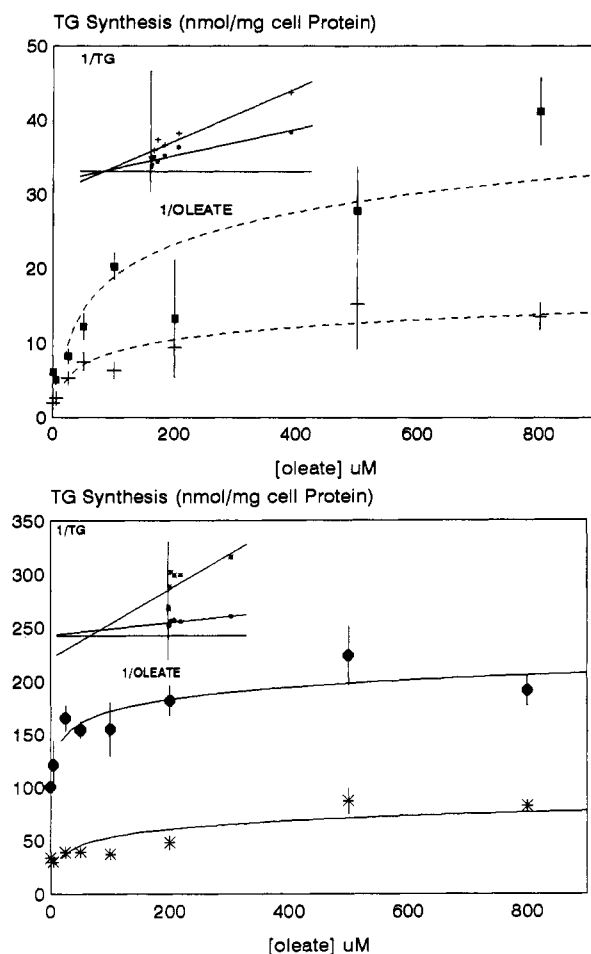 TG Synthesis (nmol/mg cell Protein)
50
1/TG
40
30
1/OLEATE
20
10
0
0 200 400 600 800
[oleate] uM
TG Synthesis (nmol/mg cell Protein)
350
1/TG
300
250
1/OLEATE
200
150
100
50
0
0 200 400 600 800
[oleate] uM